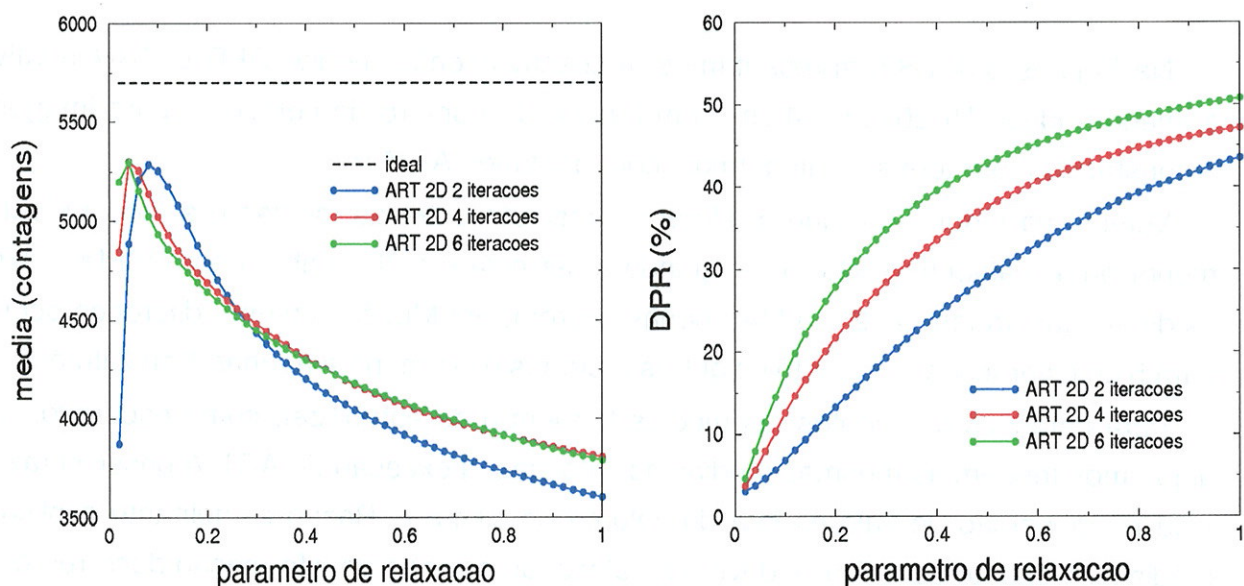 6000
5500
5000
4500
4000
3500
media (contagens)
ideal
ART 2D 2 iteracoes
ART 2D 4 iteracoes
ART 2D 6 iteracoes
0
0.2
0.4
0.6
0.8
1
parametro de relaxacao
60
50
40
30
20
10
0
DPR (%)
ART 2D 2 iteracoes
ART 2D 4 iteracoes
ART 2D 6 iteracoes
0
0.2
0.4
0.6
0.8
1
parametro de relaxacao